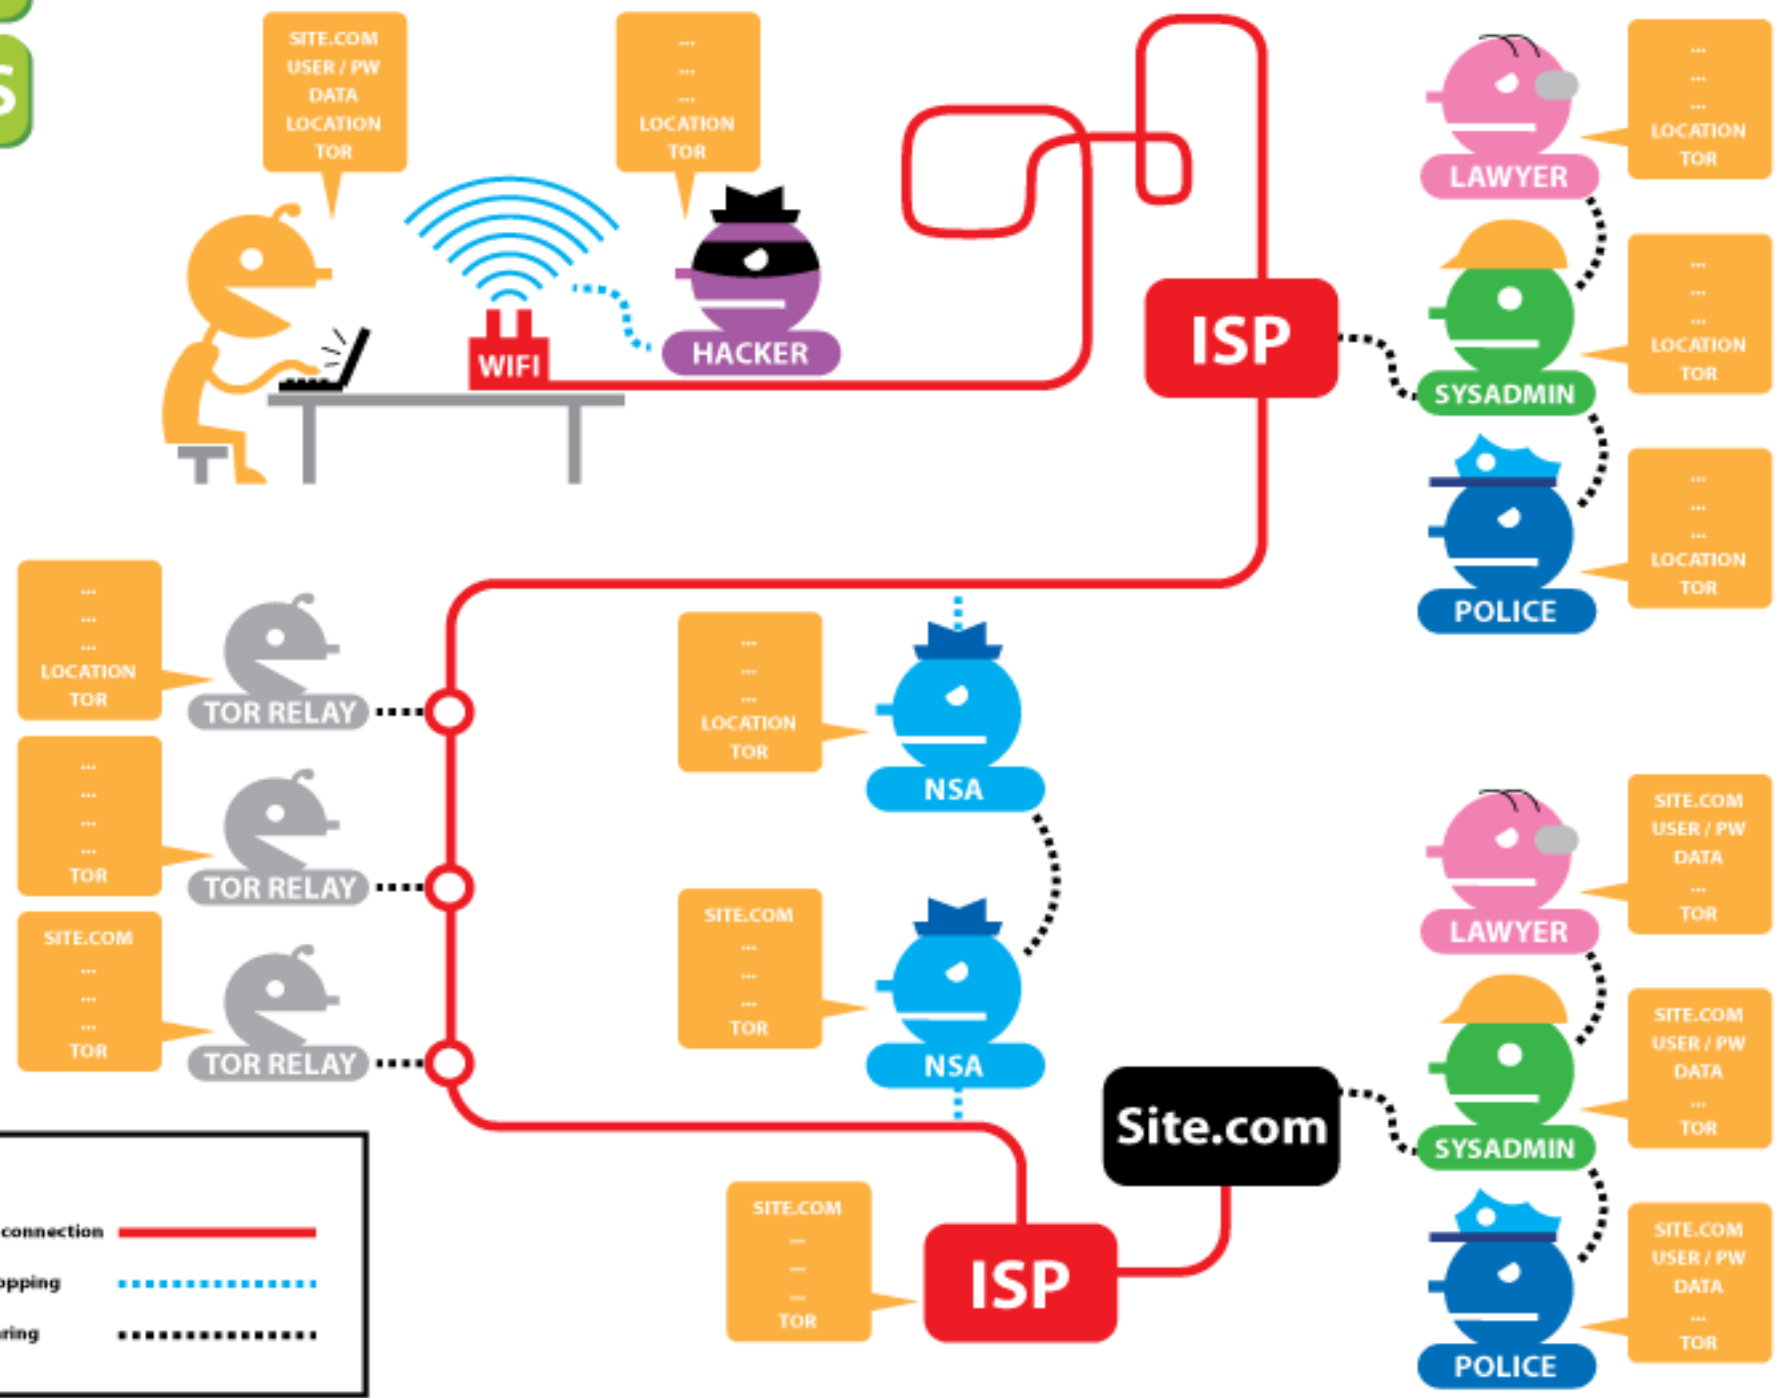 S
SITE.COM
USER / PW
DATA
LOCATION
TOR
...
...
...
LOCATION
TOR
WIFI
HACKER
ISP
...
...
...
LOCATION
TOR
LAWYER
...
...
...
LOCATION
TOR
SYSADMIN
...
...
...
LOCATION
TOR
POLICE
...
...
...
LOCATION
TOR
TOR RELAY
...
...
...
...
TOR
TOR RELAY
SITE.COM
...
...
...
TOR
TOR RELAY
...
...
...
LOCATION
TOR
NSA
SITE.COM
...
...
...
TOR
NSA
SITE.COM
—
—
—
TOR
ISP
Site.com
SITE.COM
USER / PW
DATA
...
TOR
LAWYER
SITE.COM
USER / PW
DATA
...
TOR
SYSADMIN
SITE.COM
USER / PW
DATA
...
TOR
POLICE
connection
opping
ring